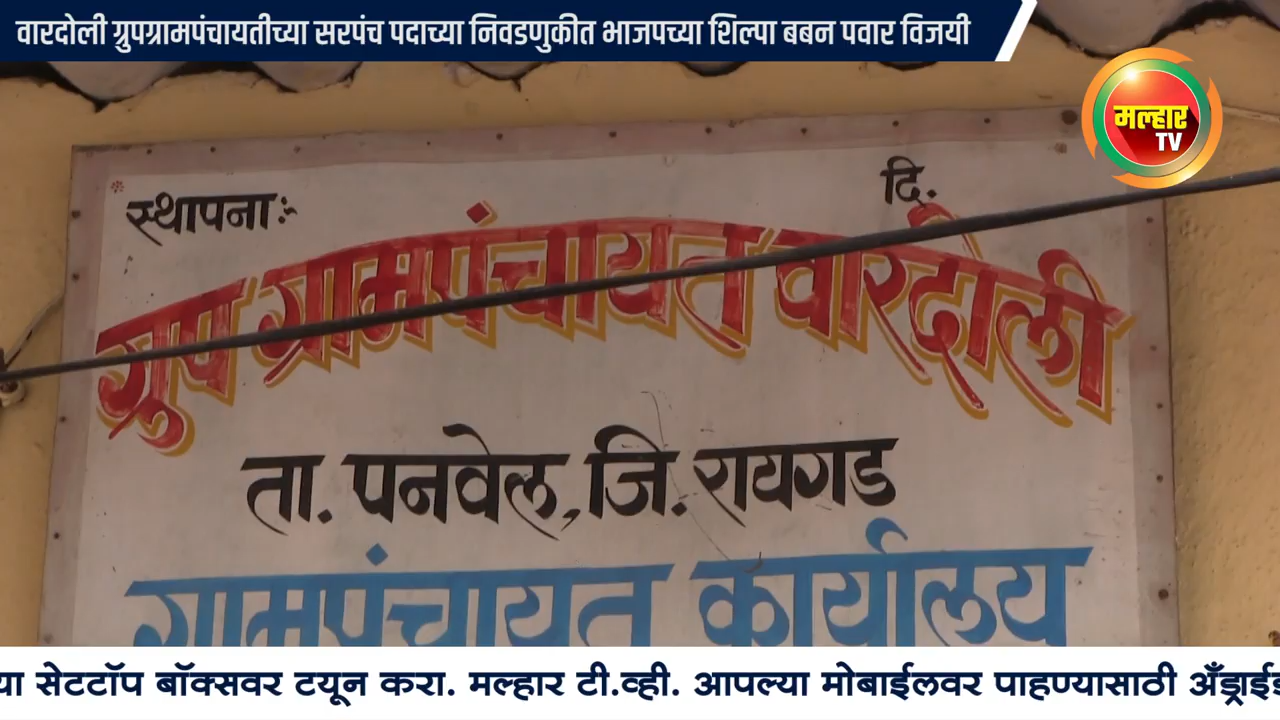 वारदोली ग्रुपग्रामपंचायतीच्या सरपंच पदाच्या निवडणुकीत भाजपच्या शिल्पा बबन पवार विजयी
मल्हार
TV
स्थापना:- दि.
ग्रुप ग्रामपंचायत वारदोली
ता. पनवेल, जि. रायगड
ग्रामपंचायत कार्यालय
या सेटटॉप बॉक्सवर टयून करा. मल्हार टी.व्ही. आपल्या मोबाईलवर पाहण्यासाठी